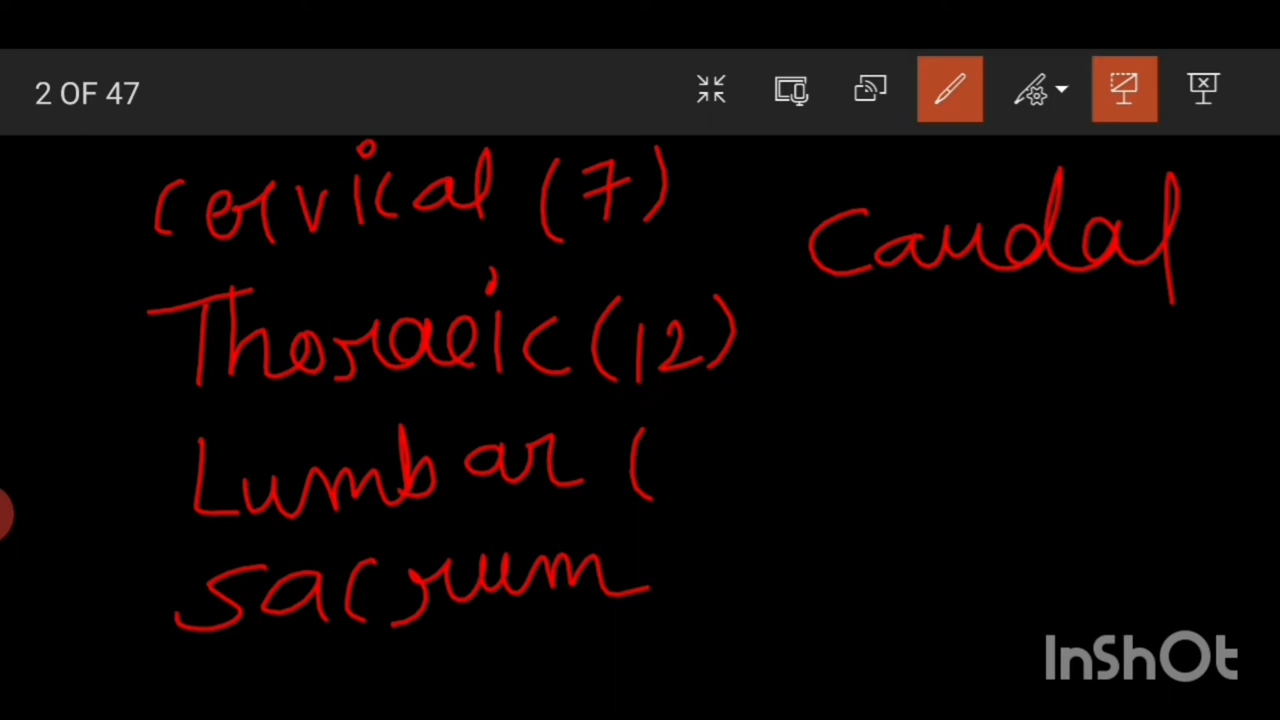 2 OF 47
Cervical (7)
Caudal
Thoracic (12)
Lumbar (
Sacrum
InShOt